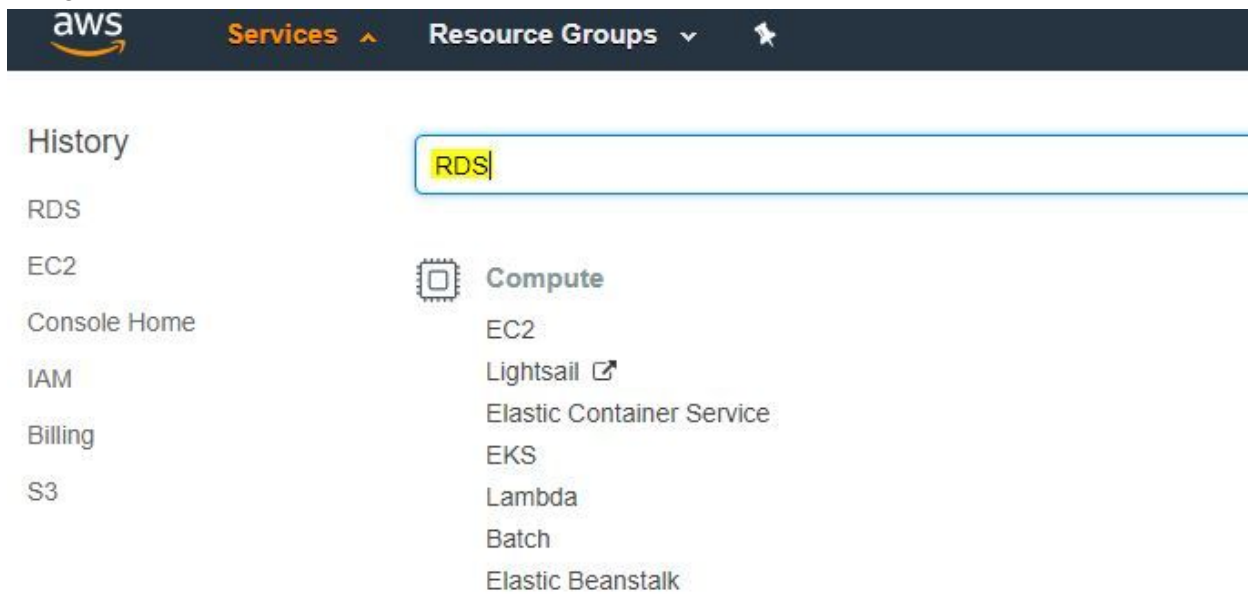 aws
Services
Resource Groups
History
RDS
EC2
Console Home
IAM
Billing
S3
RDS
Compute
EC2
Lightsail
Elastic Container Service
EKS
Lambda
Batch
Elastic Beanstalk